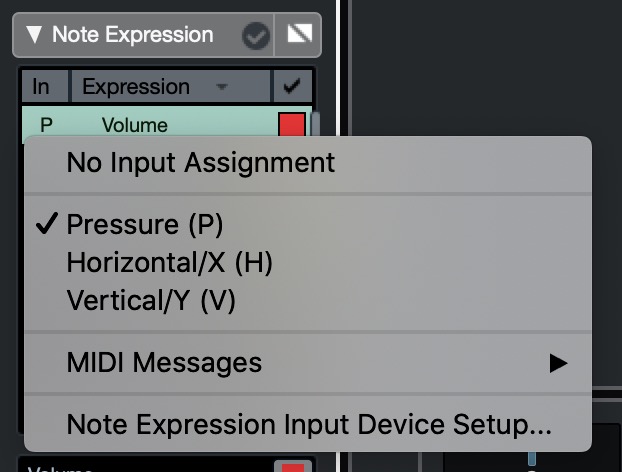 Note Expression
In Expression
P Volume
No Input Assignment
Pressure (P)
Horizontal/X (H)
Vertical/Y (V)
MIDI Messages
Note Expression Input Device Setup...
Volume